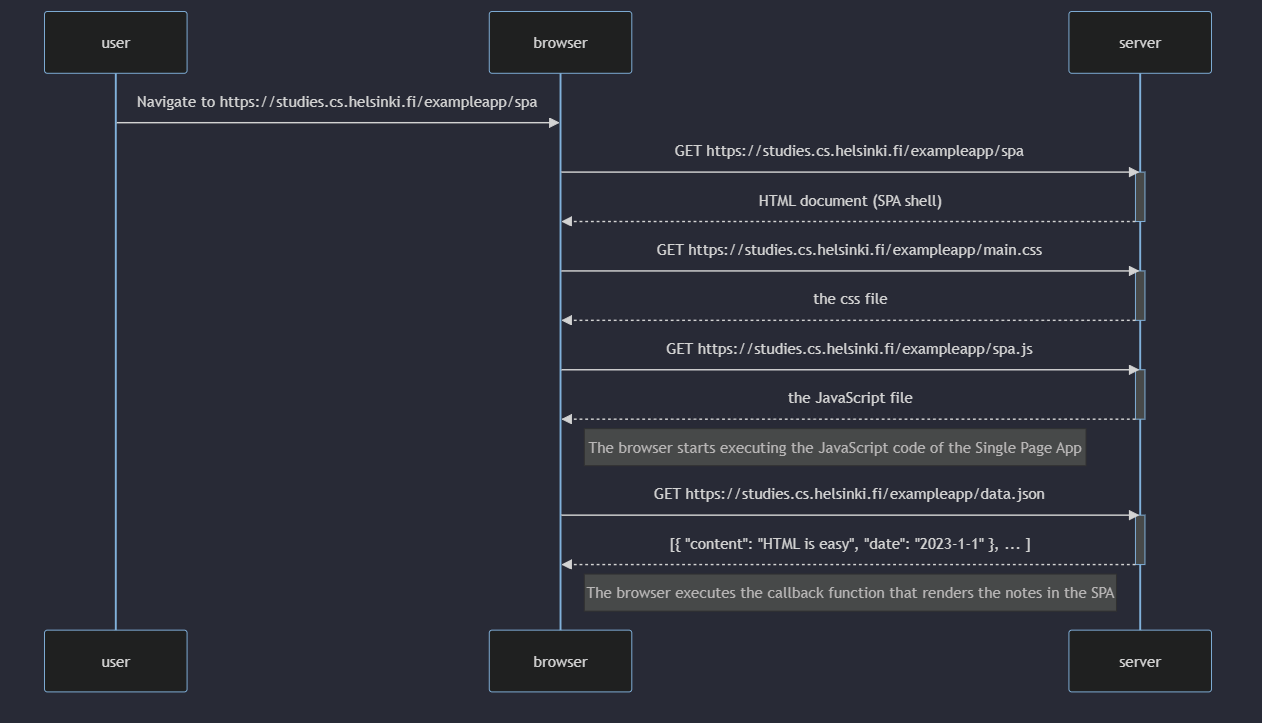 user
browser
server
Navigate to https://studies.cs.helsinki.fi/exampleapp/spa
GET https://studies.cs.helsinki.fi/exampleapp/spa
HTML document (SPA shell)
GET https://studies.cs.helsinki.fi/exampleapp/main.css
the css file
GET https://studies.cs.helsinki.fi/exampleapp/spa.js
the JavaScript file
The browser starts executing the JavaScript code of the Single Page App
GET https://studies.cs.helsinki.fi/exampleapp/data.json
[{ "content": "HTML is easy", "date": "2023-1-1" }, ... ]
The browser executes the callback function that renders the notes in the SPA
user
browser
server